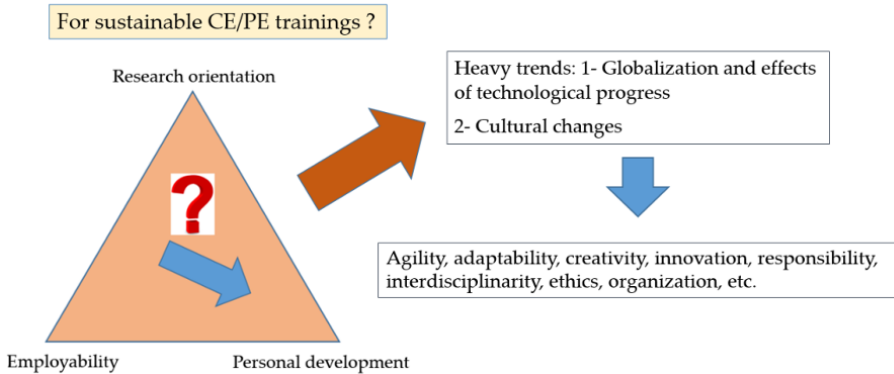 For sustainable CE/PE trainings ?
Research orientation
?
Employability
Personal development
Heavy trends: 1- Globalization and effects
of technological progress
2- Cultural changes
Agility, adaptability, creativity, innovation, responsibility,
interdisciplinarity, ethics, organization, etc.